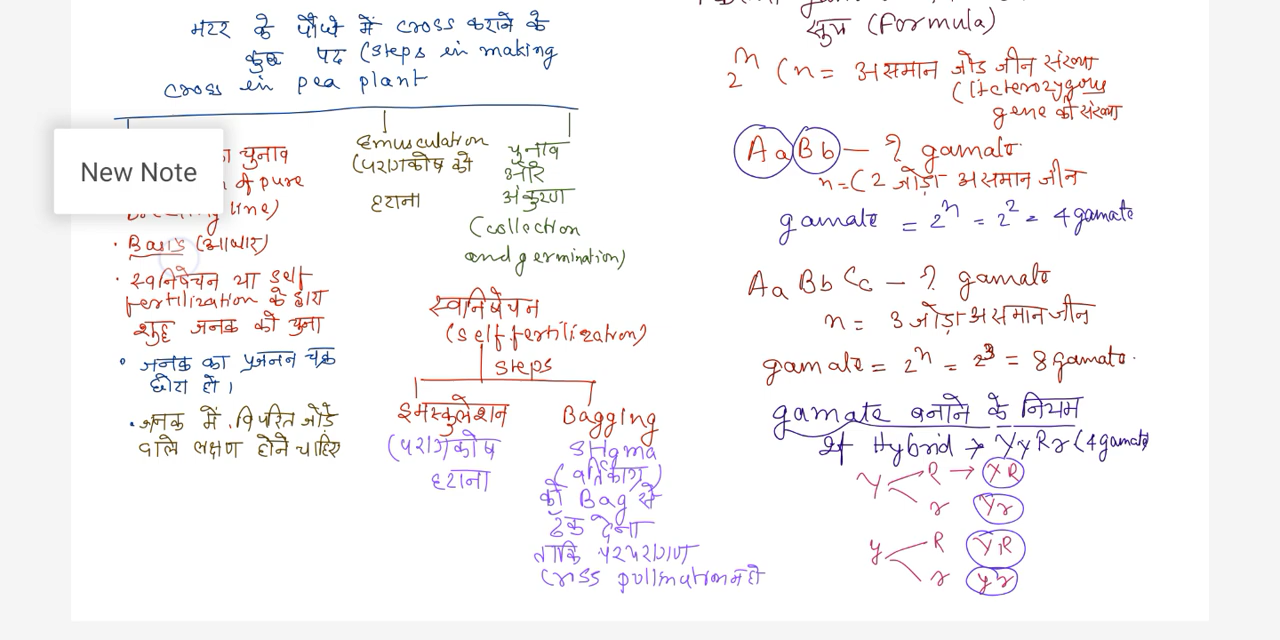 मटर के पौधे में cross कराने के
कुछ पद (steps in making
cross in pea plant
New Note
चुनाव
of pure
line)
• Basis (आधार)
• स्वनिषेचन या self
fertilization के द्वारा
शुद्ध जनक को चुना
• जनक का प्रजनन चक्र
छोटा हो।
• जनक में विपरित जोड़े
वाले लक्षण होने चाहिए
Emusculation
(परागकोष को
हटाना
चुनाव
और
अंकुरण
(collection
and germination)
स्वनिषेचन
(self fertilization)
steps
इमस्कुलेशन
(परागकोष
हटाना
Bagging
stigma
(वर्तिकाग्र)
को Bag से
ढक देना
ताकि परपरागण
cross pollination न हो
सूत्र (Formula)
2ⁿ (n = असमान जोड़े जीन संख्या
(Heterozygous
gene की संख्या
AaBb — ? gamate
n = (2 जोड़ा असमान जीन
gamate = 2ⁿ = 2² = 4 gamate
AaBbCc – ? gamate
n = 3 जोड़ा असमान जीन
gamate = 2ⁿ = 2³ = 8 gamate.
gamate बनाने के नियम
If Hybrid → YyRr (4 gamate)
Y R → YR
r Yr
y R yR
r yr